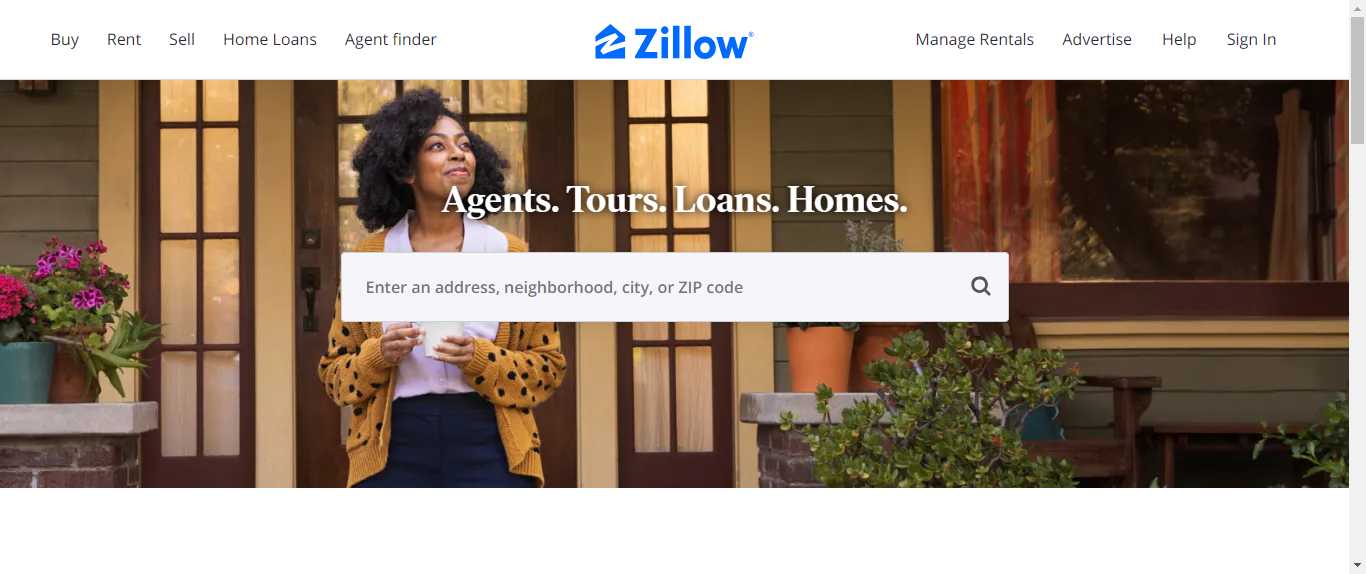 Buy Rent Sell Home Loans Agent finder Zillow® Manage Rentals Advertise Help Sign In
Agents. Tours. Loans. Homes.
Enter an address, neighborhood, city, or ZIP code